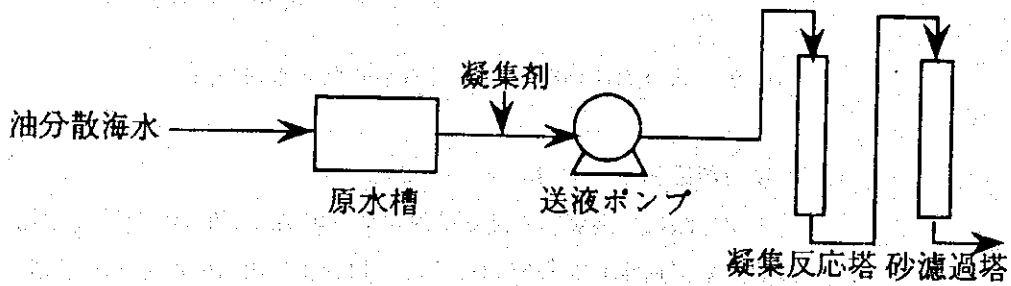 凝集剤
油分散海水
原水槽
送液ポンプ
凝集反応塔
砂濾過塔